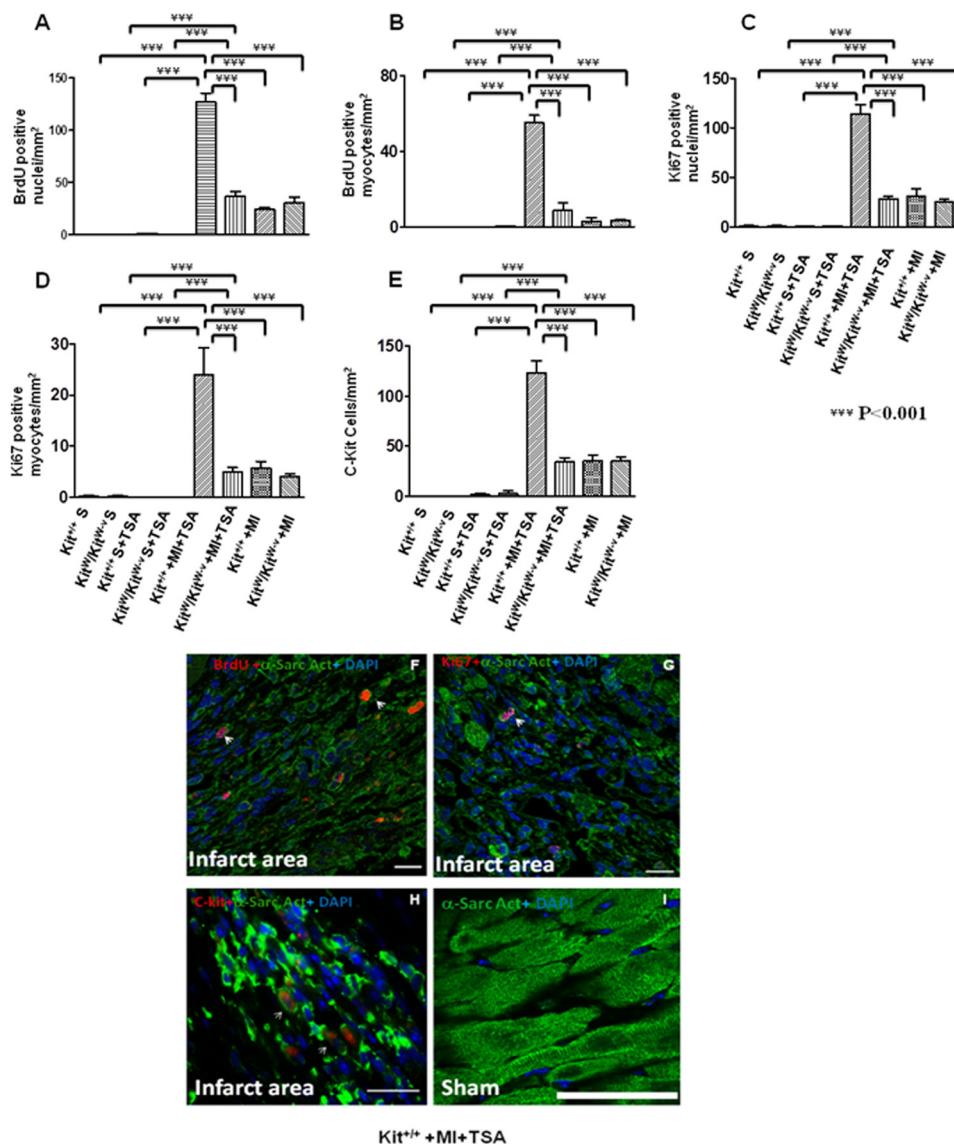 A
¥¥¥
¥¥¥
¥¥¥ ¥¥¥
¥¥¥ ¥¥¥
¥¥¥
150
100
50
0
BrdU positive
nuclei/mm²
B
¥¥¥
¥¥¥
¥¥¥ ¥¥¥
¥¥¥ ¥¥¥
¥¥¥
80
40
0
BrdU positive
myocytes/mm²
C
¥¥¥
¥¥¥
¥¥¥ ¥¥¥
¥¥¥ ¥¥¥
¥¥¥
150
100
50
0
Ki67 positive
nuclei/mm²
Kit⁺/⁺ S
Kitᵂ/Kitᵂ⁻ᵛ S
Kit⁺/⁺ S+TSA
Kitᵂ/Kitᵂ⁻ᵛ S+TSA
Kit⁺/⁺ +MI+TSA
Kitᵂ/Kitᵂ⁻ᵛ +MI+TSA
Kit⁺/⁺ +MI
Kitᵂ/Kitᵂ⁻ᵛ +MI
D
¥¥¥
¥¥¥
¥¥¥ ¥¥¥
¥¥¥ ¥¥¥
¥¥¥
30
20
10
0
Ki67 positive
myocytes/mm²
Kit⁺/⁺ S
Kitᵂ/Kitᵂ⁻ᵛ S
Kit⁺/⁺ S+TSA
Kitᵂ/Kitᵂ⁻ᵛ S+TSA
Kit⁺/⁺ +MI+TSA
Kitᵂ/Kitᵂ⁻ᵛ +MI+TSA
Kit⁺/⁺ +MI
Kitᵂ/Kitᵂ⁻ᵛ +MI
E
¥¥¥
¥¥¥
¥¥¥ ¥¥¥
¥¥¥ ¥¥¥
¥¥¥
150
100
50
0
C-Kit Cells/mm²
Kit⁺/⁺ S
Kitᵂ/Kitᵂ⁻ᵛ S
Kit⁺/⁺ S+TSA
Kitᵂ/Kitᵂ⁻ᵛ S+TSA
Kit⁺/⁺ +MI+TSA
Kitᵂ/Kitᵂ⁻ᵛ +MI+TSA
Kit⁺/⁺ +MI
Kitᵂ/Kitᵂ⁻ᵛ +MI
¥¥¥ P<0.001
BrdU +α-Sarc Act+ DAPI F
Infarct area
Ki67+α-Sarc Act+ DAPI G
Infarct area
C-kit+α-Sarc Act+ DAPI H
Infarct area
α-Sarc Act+ DAPI I
Sham
Kit⁺/⁺ +MI+TSA